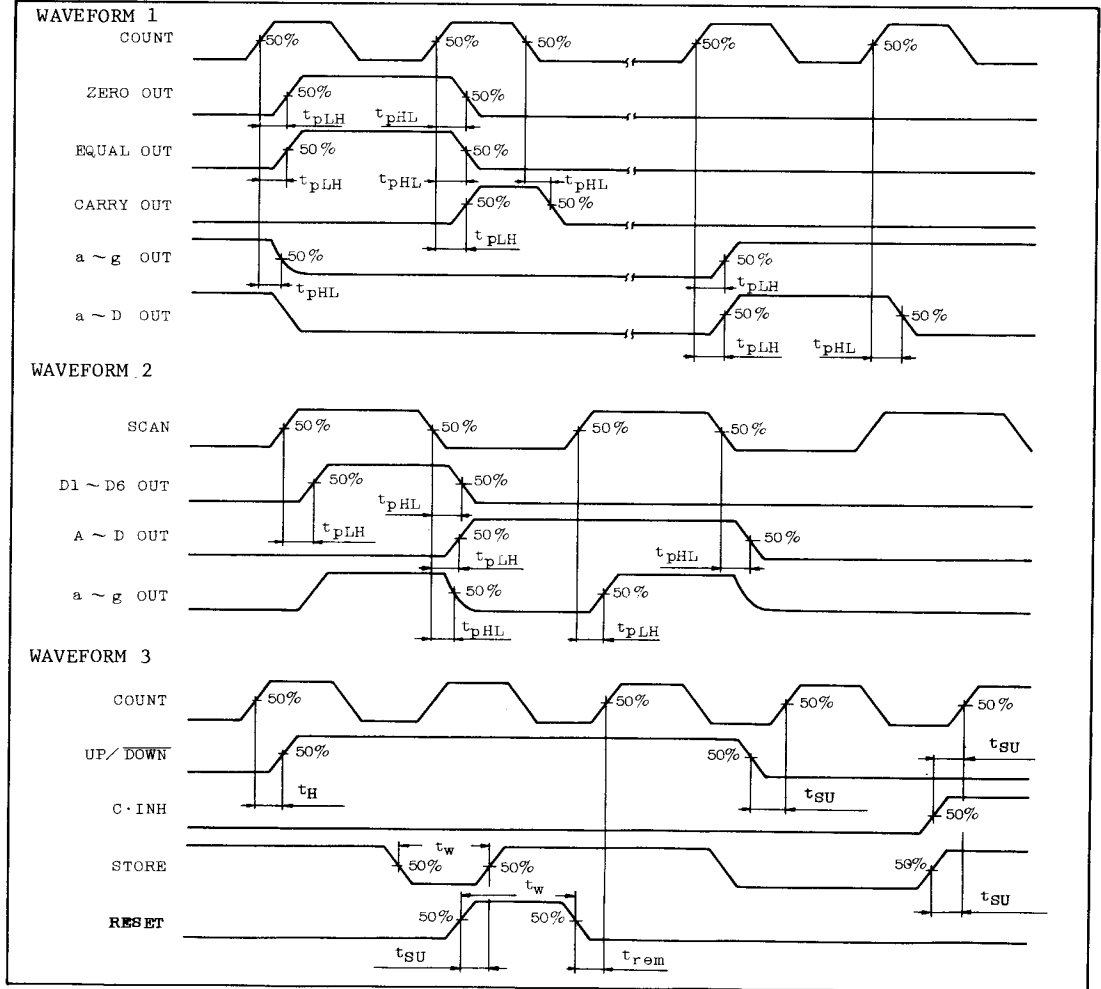 WAVEFORM 1
COUNT 50% 50% 50% 50% 50%
ZERO OUT 50% 50%
tpLH tpHL
EQUAL OUT 50% 50%
tpLH tpHL tpHL
CARRY OUT 50% 50%
tpLH
a ~ g OUT 50% 50%
tpHL tpLH
a ~ D OUT 50% 50%
tpLH tpHL
WAVEFORM 2
SCAN 50% 50% 50% 50%
D1 ~ D6 OUT 50% 50%
tpLH tpHL
A ~ D OUT 50% 50%
tpLH tpHL
a ~ g OUT 50% 50%
tpHL tpLH
WAVEFORM 3
COUNT 50% 50% 50% 50%
UP/DOWN 50% 50%
tH tSU tSU
C·INH 50%
STORE 50% tw 50% 50%
tSU
RESET 50% tw 50%
tSU trem